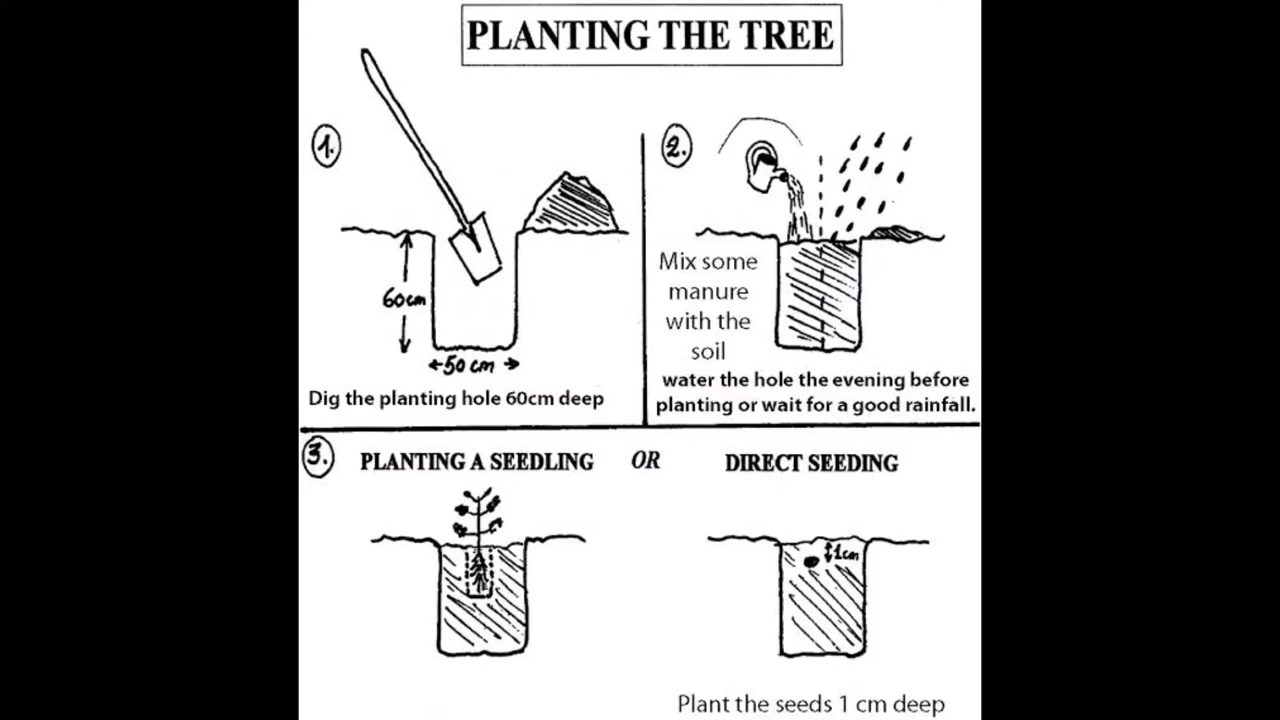 PLANTING THE TREE
1.
60cm
50 cm
Dig the planting hole 60cm deep
2.
Mix some
manure
with the
soil
water the hole the evening before
planting or wait for a good rainfall.
3.
PLANTING A SEEDLING OR DIRECT SEEDING
1cm
Plant the seeds 1 cm deep